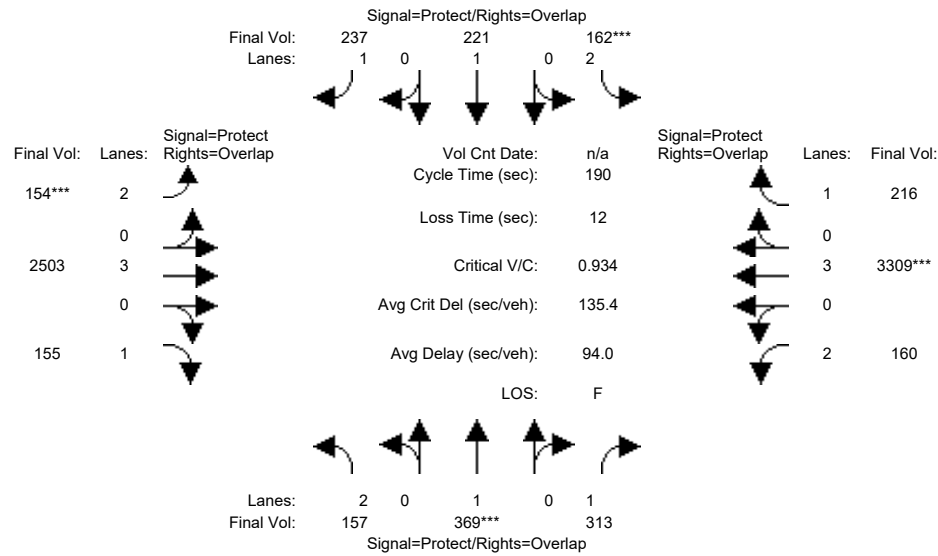 Signal=Protect/Rights=Overlap
Final Vol: 237 221 162***
Lanes: 1 0 1 0 2
Signal=Protect
Final Vol: Lanes: Rights=Overlap
Vol Cnt Date: n/a
Signal=Protect
Rights=Overlap Lanes: Final Vol:
Cycle Time (sec): 190
154*** 2
1 216
Loss Time (sec): 12
0
0
2503 3
Critical V/C: 0.934
3 3309***
0
Avg Crit Del (sec/veh): 135.4
0
155 1
Avg Delay (sec/veh): 94.0
2 160
LOS: F
Lanes: 2 0 1 0 1
Final Vol: 157 369*** 313
Signal=Protect/Rights=Overlap